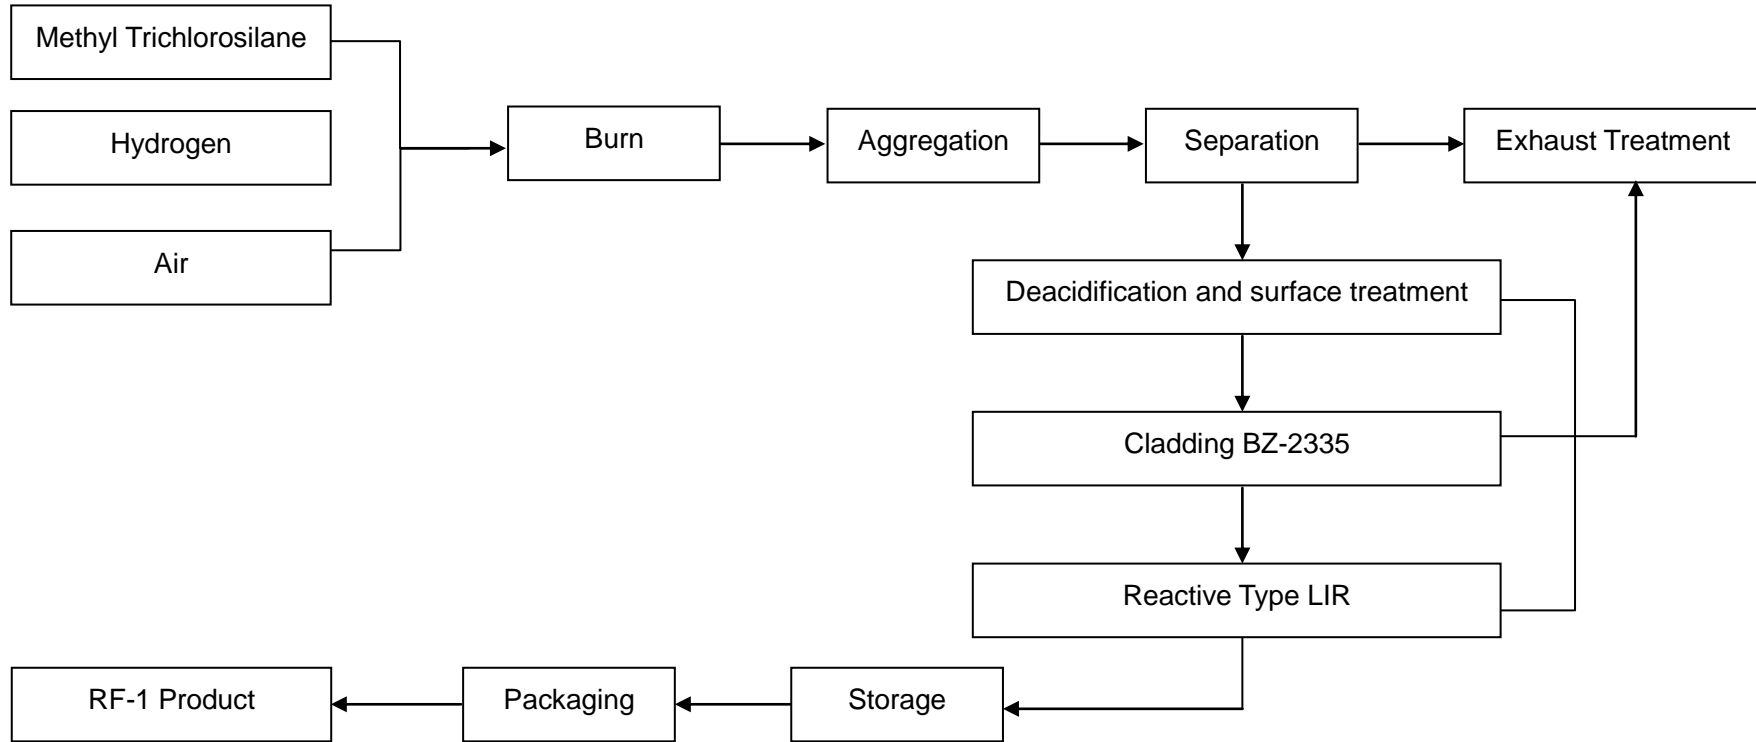 Methyl Trichlorosilane
Hydrogen
Air
Burn
Aggregation
Separation
Exhaust Treatment
Deacidification and surface treatment
Cladding BZ-2335
Reactive Type LIR
Storage
Packaging
RF-1 Product